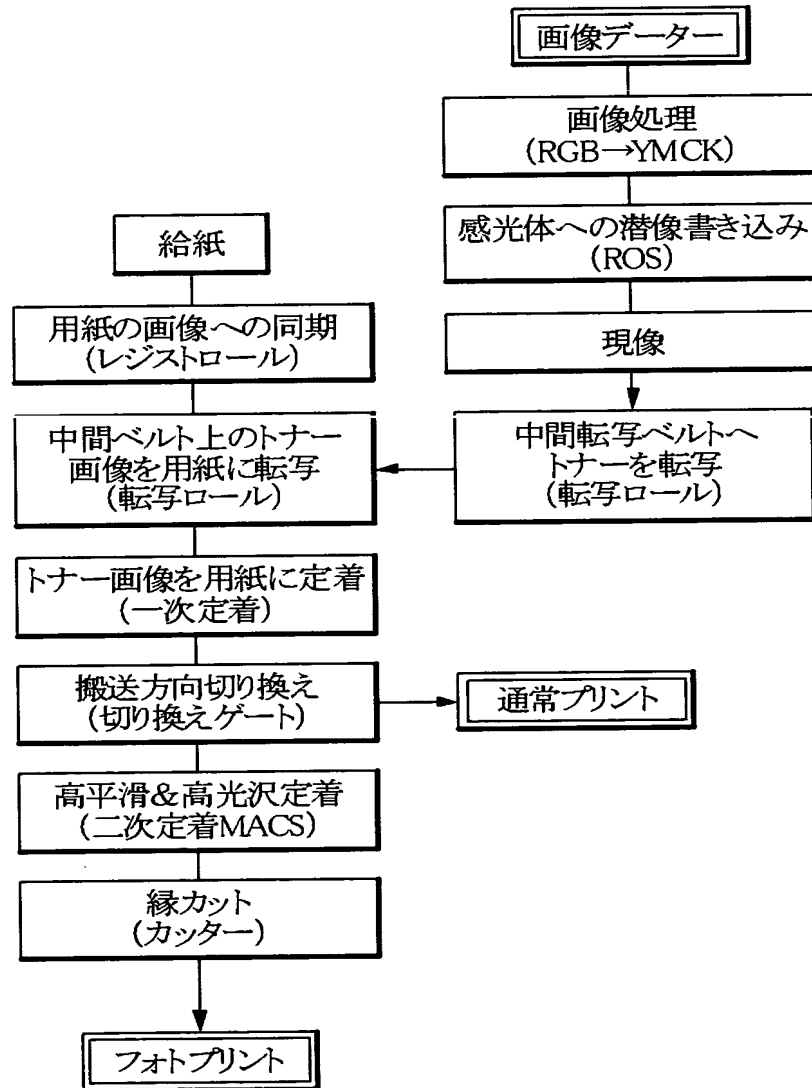 画像データー
画像処理
(RGB→YMCK)
感光体への潜像書き込み
(ROS)
現像
中間転写ベルトへ
トナーを転写
(転写ロール)
給紙
用紙の画像への同期
(レジストロール)
中間ベルト上のトナー
画像を用紙に転写
(転写ロール)
トナー画像を用紙に定着
(一次定着)
搬送方向切り換え
(切り換えゲート)
通常プリント
高平滑&高光沢定着
(二次定着MACS)
縁カット
(カッター)
フォトプリント